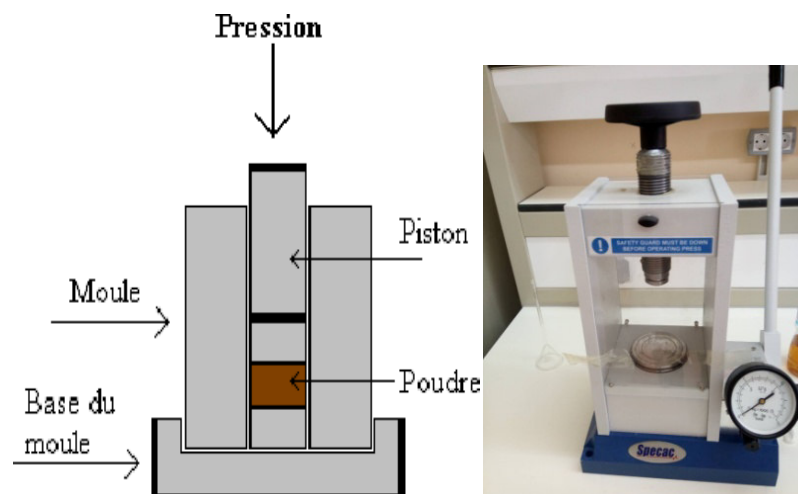 Pression
Piston
Moule
Poudre
Base du
moule
SAFETY GUARD MUST BE DOWN
BEFORE OPERATING PRESS
Specac